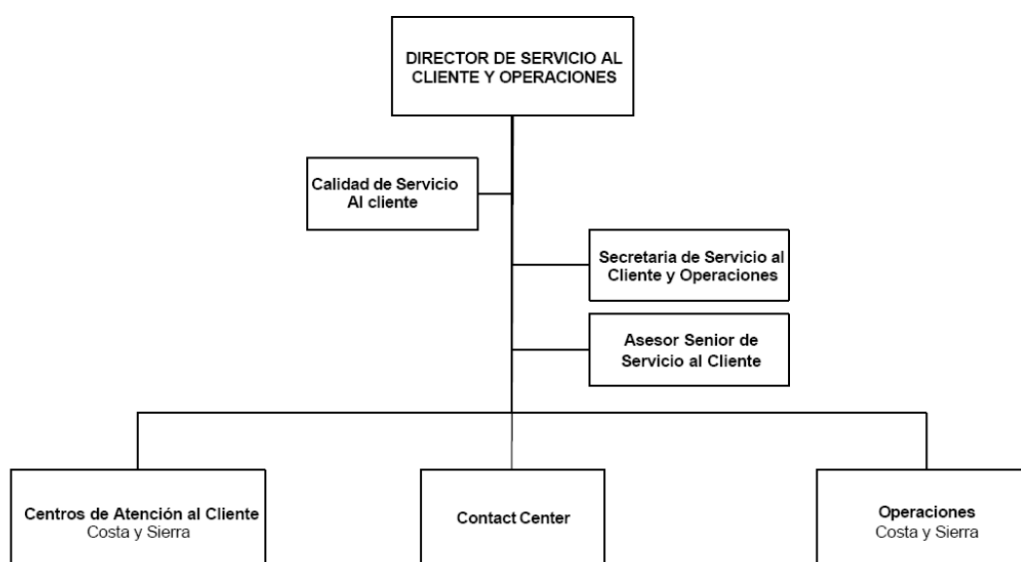 DIRECTOR DE SERVICIO AL
CLIENTE Y OPERACIONES
Calidad de Servicio
Al cliente
Secretaria de Servicio al
Cliente y Operaciones
Asesor Senior de
Servicio al Cliente
Centros de Atención al Cliente
Costa y Sierra
Contact Center
Operaciones
Costa y Sierra